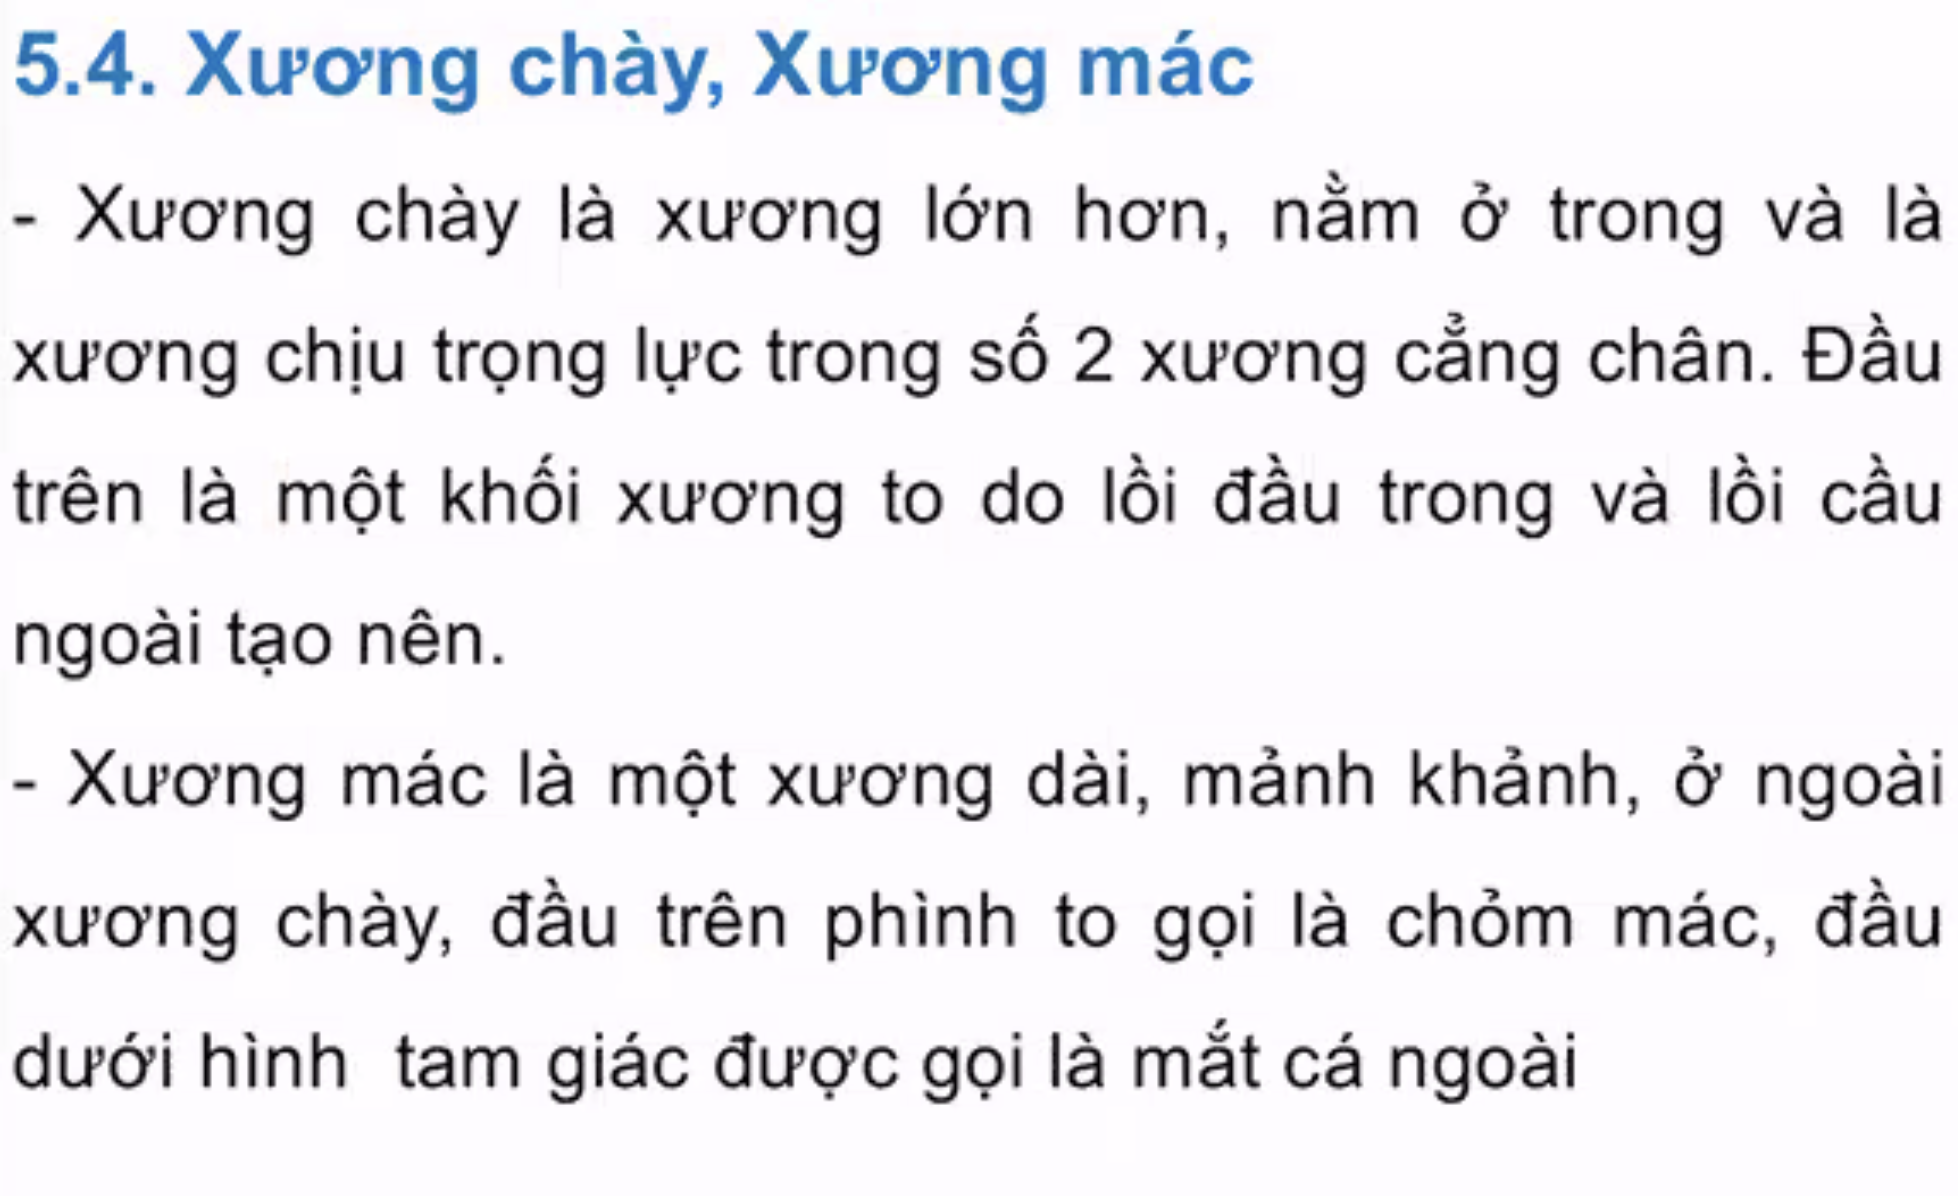 5.4. Xương chày, Xương mác
- Xương chày là xương lớn hơn, nằm ở trong và là
xương chịu trọng lực trong số 2 xương cẳng chân. Đầu
trên là một khối xương to do lồi đầu trong và lồi cầu
ngoài tạo nên.
- Xương mác là một xương dài, mảnh khảnh, ở ngoài
xương chày, đầu trên phình to gọi là chỏm mác, đầu
dưới hình  tam giác được gọi là mắt cá ngoài